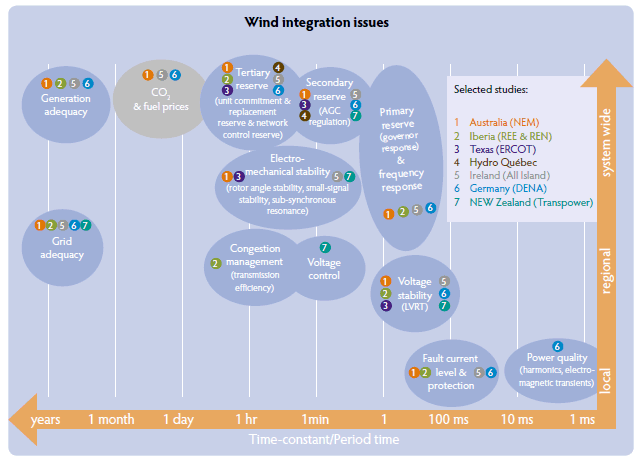 Wind integration issues
1 2 5 6
Generation
adequacy
1 5 6
CO2
& fuel prices
1 4
Tertiary
2 reserve 5
3 6
(unit commitment &
replacement
reserve & network
control reserve)
Secondary
1 reserve 5
3 (AGC 6
4 regulation) 7
Primary
reserve
(governor
response)
&
frequency
response
1 2 5 6
Selected studies:
1 Australia (NEM)
2 Iberia (REE & REN)
3 Texas (ERCOT)
4 Hydro Québec
5 Ireland (All Island)
6 Germany (DENA)
7 NEW Zealand (Transpower)
system wide
regional
local
Electro-
1 3 mechanical stability 5 7
(rotor angle stability, small-signal
stability, sub-synchronous
resonance)
1 2 5 6 7
Grid
adequacy
Congestion
2 management
(transmission
efficiency)
7
Voltage
control
1 Voltage 5
2 stability 6
3 (LVRT) 7
Fault current
1 2 level & 5 6
protection
6
Power quality
(harmonics, electro-
magnetic transients)
years 1 month 1 day 1 hr 1min 1 100 ms 10 ms 1 ms
Time-constant/Period time